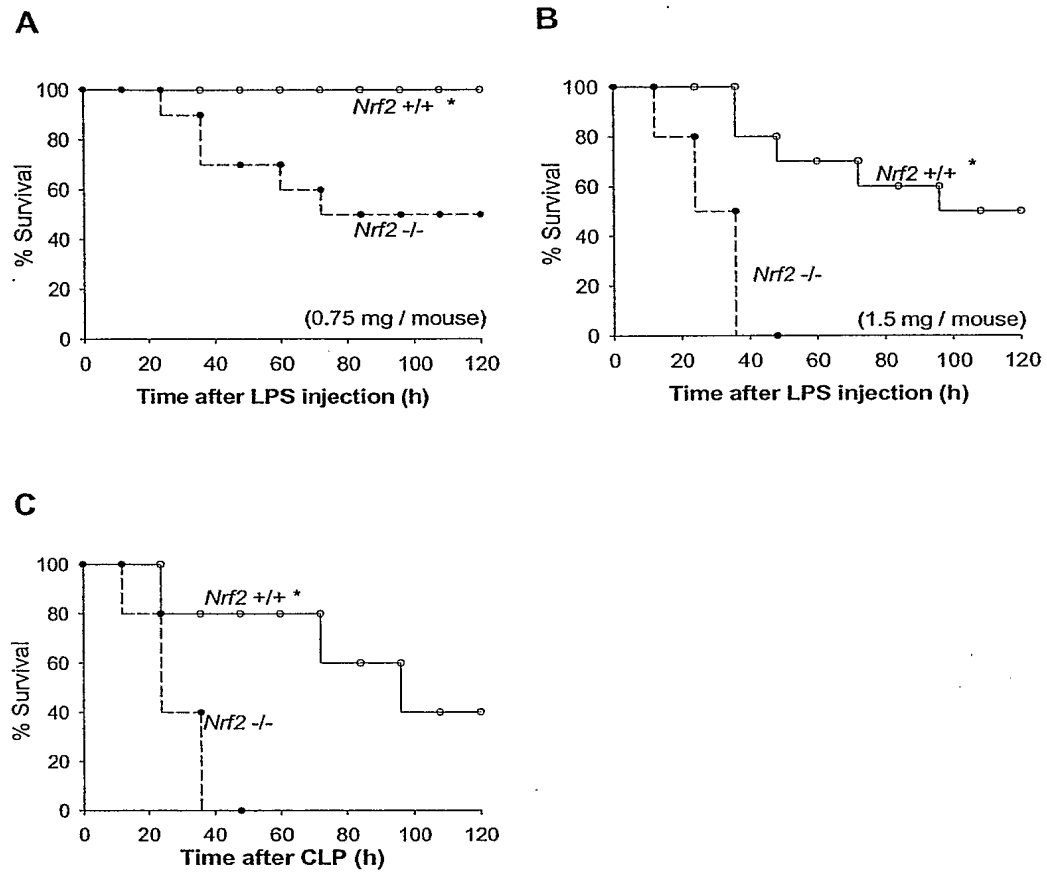 A
% Survival
100
80
60
40
20
0
Nrf2 +/+ *
Nrf2 -/-
(0.75 mg / mouse)
0 20 40 60 80 100 120
Time after LPS injection (h)
B
% Survival
100
80
60
40
20
0
Nrf2 +/+ *
Nrf2 -/-
(1.5 mg / mouse)
0 20 40 60 80 100 120
Time after LPS injection (h)
C
% Survival
100
80
60
40
20
0
Nrf2 +/+ *
Nrf2 -/-
0 20 40 60 80 100 120
Time after CLP (h)